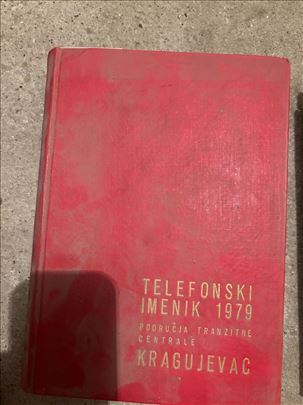 TELEFONSKI
IMENIK 1979
PODRUČJA TRANZITNE
CENTRALE
KRAGUJEVAC